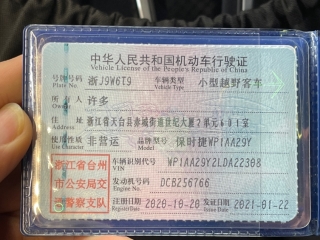 中华人民共和国机动车行驶证
Vehicle License of the People's Republic of China
号牌号码 浙J9W6T9 车辆类型 小型越野客车
Plate No. Vehicle Type
所有人 许多
Owner
住址 浙江省天台县赤城街道世纪大厦2单元601室
Address
使用性质 非营运 品牌型号 保时捷WP1AA29Y
Use Character Model
浙江省台州市公安局交通警察支队
车辆识别代号 WP1AA29Y2LDA22308
VIN
发动机号码 DCB256766
Engine No.
注册日期 2020-10-20 发证日期 2021-01-22
Register Date Issue Date